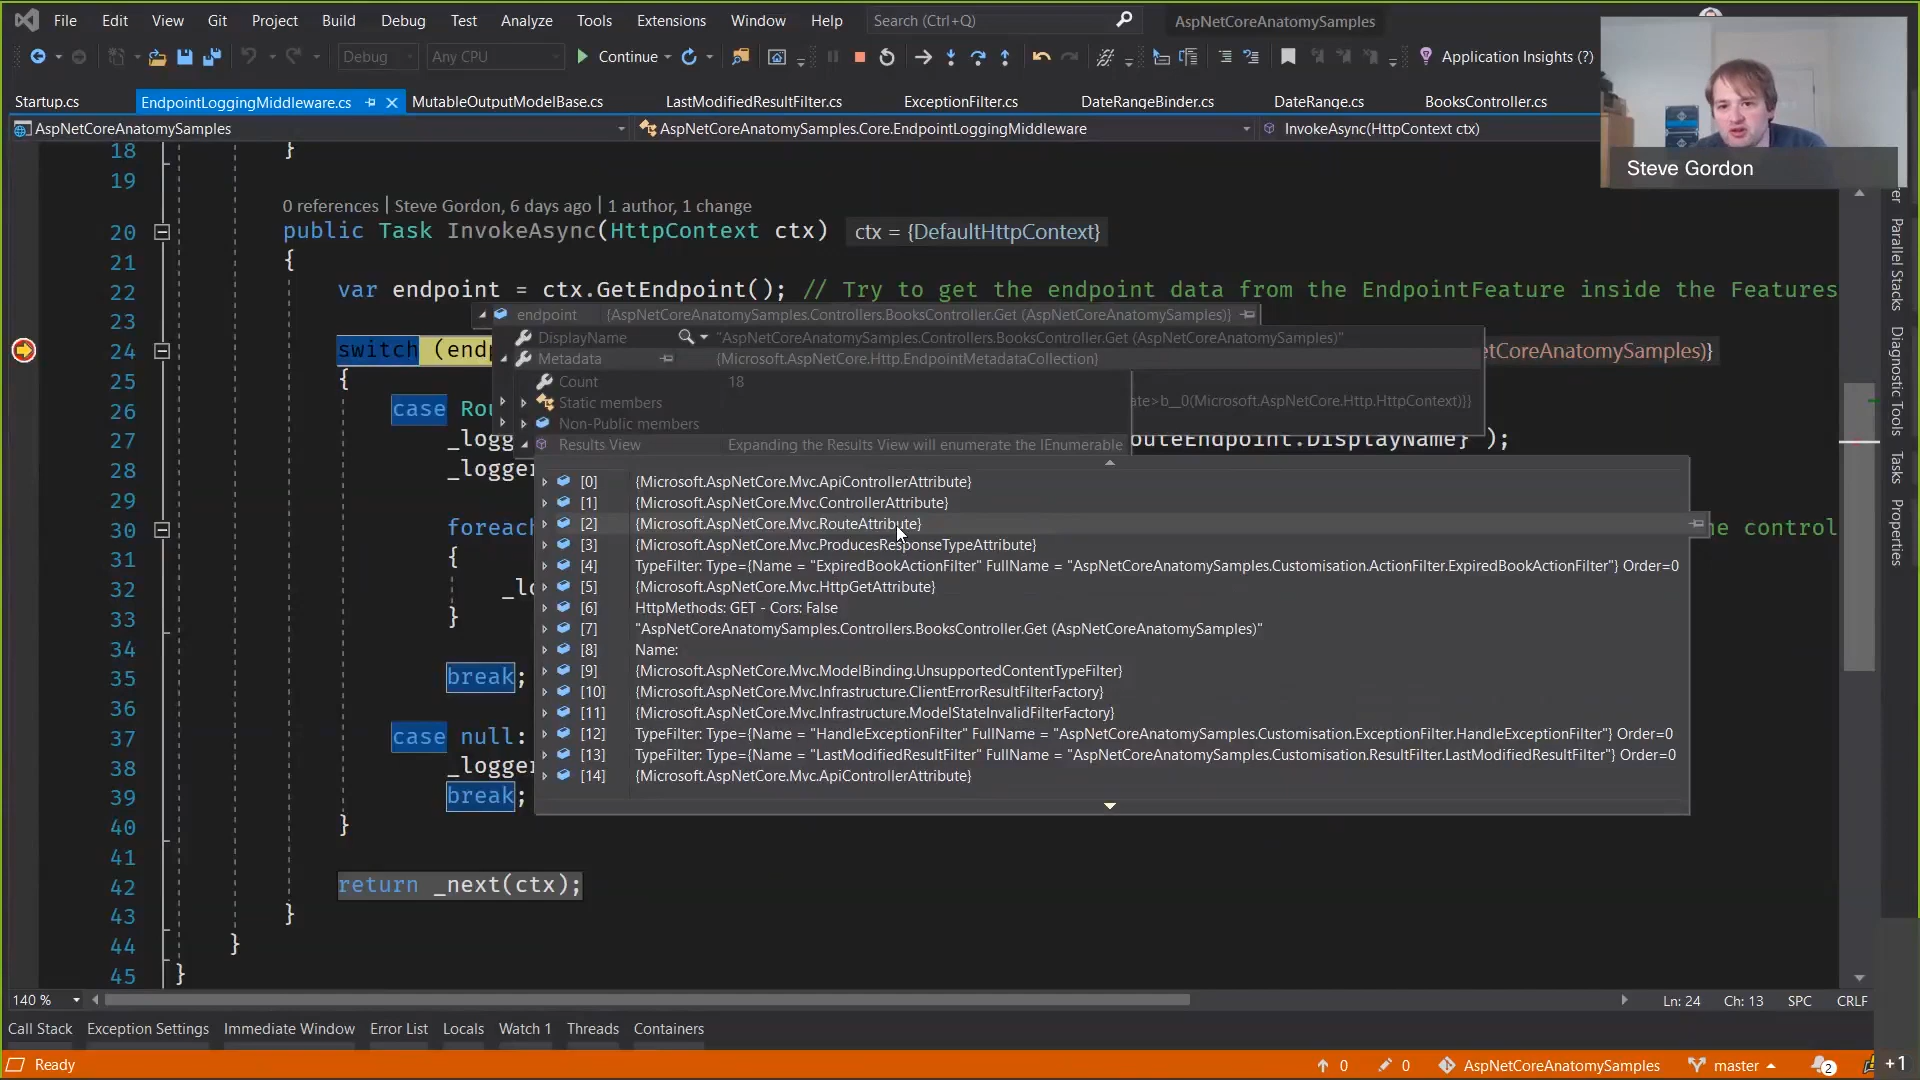 File Edit View Git Project Build Debug Test Analyze Tools Extensions Window Help Search (Ctrl+Q) AspNetCoreAnatomySamples
Debug Any CPU Continue Application Insights (?)
Startup.cs EndpointLoggingMiddleware.cs MutableOutputModelBase.cs LastModifiedResultFilter.cs ExceptionFilter.cs DateRangeBinder.cs DateRange.cs BooksController.cs
AspNetCoreAnatomySamples AspNetCoreAnatomySamples.Core.EndpointLoggingMiddleware InvokeAsync(HttpContext ctx)
Steve Gordon
18 }
19
0 references | Steve Gordon, 6 days ago | 1 author, 1 change
20 public Task InvokeAsync(HttpContext ctx) ctx = {DefaultHttpContext}
21 {
22 var endpoint = ctx.GetEndpoint(); // Try to get the endpoint data from the EndpointFeature inside the Features
23
endpoint {AspNetCoreAnatomySamples.Controllers.BooksController.Get (AspNetCoreAnatomySamples)}
DisplayName "AspNetCoreAnatomySamples.Controllers.BooksController.Get (AspNetCoreAnatomySamples)"
24 switch (endp etCoreAnatomySamples)}
Metadata {Microsoft.AspNetCore.Http.EndpointMetadataCollection}
25 {
Count 18
Static members ate>b__0(Microsoft.AspNetCore.Http.HttpContext)}}
26 case Rou
Non-Public members
27 _logg outeEndpoint.DisplayName}");
Results View Expanding the Results View will enumerate the IEnumerable
28 _logger
29
[0] {Microsoft.AspNetCore.Mvc.ApiControllerAttribute}
[1] {Microsoft.AspNetCore.Mvc.ControllerAttribute}
[2] {Microsoft.AspNetCore.Mvc.RouteAttribute}
30 foreach he control
[3] {Microsoft.AspNetCore.Mvc.ProducesResponseTypeAttribute}
31 {
[4] TypeFilter: Type={Name = "ExpiredBookActionFilter" FullName = "AspNetCoreAnatomySamples.Customisation.ActionFilter.ExpiredBookActionFilter"} Order=0
[5] {Microsoft.AspNetCore.Mvc.HttpGetAttribute}
32 _lo
[6] HttpMethods: GET - Cors: False
33 }
[7] "AspNetCoreAnatomySamples.Controllers.BooksController.Get (AspNetCoreAnatomySamples)"
34
[8] Name:
[9] {Microsoft.AspNetCore.Mvc.ModelBinding.UnsupportedContentTypeFilter}
35 break;
[10] {Microsoft.AspNetCore.Mvc.Infrastructure.ClientErrorResultFilterFactory}
36
[11] {Microsoft.AspNetCore.Mvc.Infrastructure.ModelStateInvalidFilterFactory}
37 case null:
[12] TypeFilter: Type={Name = "HandleExceptionFilter" FullName = "AspNetCoreAnatomySamples.Customisation.ExceptionFilter.HandleExceptionFilter"} Order=0
[13] TypeFilter: Type={Name = "LastModifiedResultFilter" FullName = "AspNetCoreAnatomySamples.Customisation.ResultFilter.LastModifiedResultFilter"} Order=0
38 _logger
[14] {Microsoft.AspNetCore.Mvc.ApiControllerAttribute}
39 break;
40 }
41
42 return _next(ctx);
43 }
44 }
45 }
Parallel Stacks
Diagnostic Tools
Tasks
Properties
140 % Ln: 24 Ch: 13 SPC CRLF
Call Stack Exception Settings Immediate Window Error List Locals Watch 1 Threads Containers
Ready 0 0 AspNetCoreAnatomySamples master 2 +1